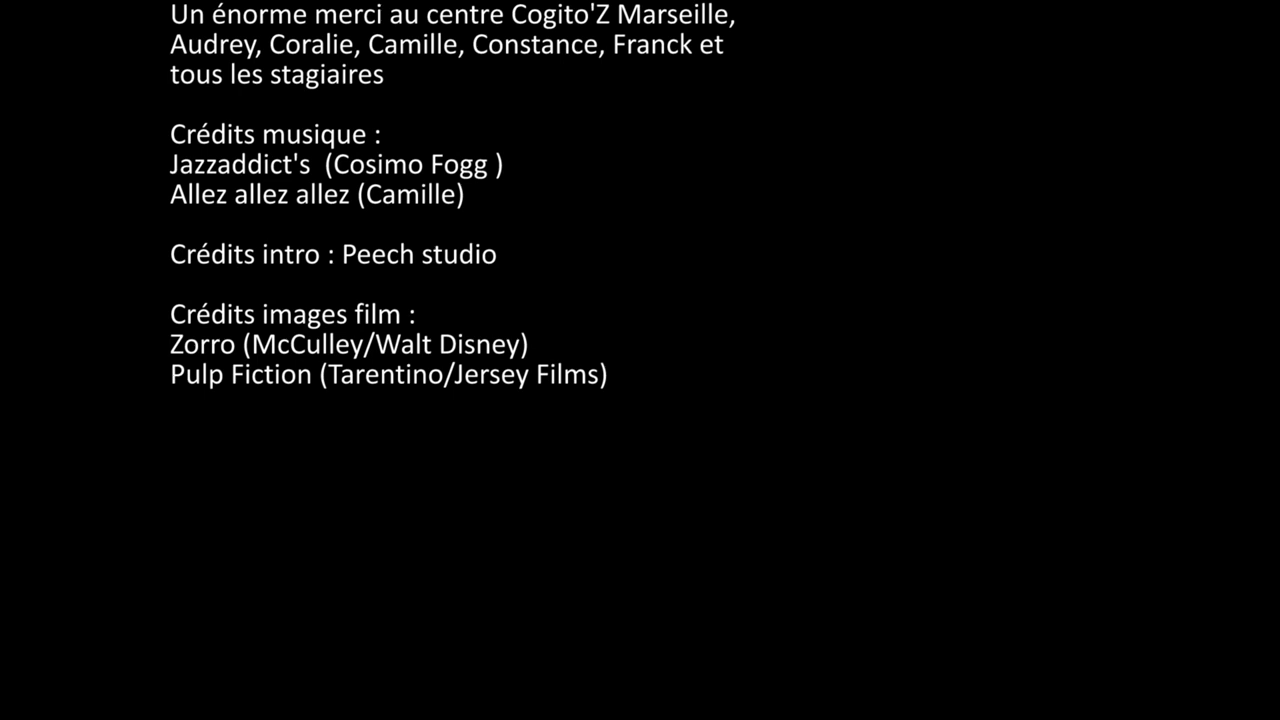 Un énorme merci au centre Cogito'Z Marseille,
Audrey, Coralie, Camille, Constance, Franck et
tous les stagiaires
Crédits musique :
Jazzaddict's  (Cosimo Fogg )
Allez allez allez (Camille)
Crédits intro : Peech studio
Crédits images film :
Zorro (McCulley/Walt Disney)
Pulp Fiction (Tarentino/Jersey Films)